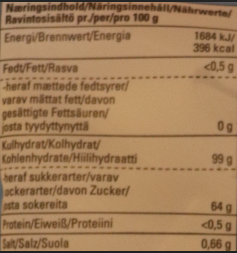 Næringsindhold/Näringsinnehåll/Nährwerte/
Ravintosisältö pr./per/pro 100 g
Energi/Brennwert/Energia 1684 kJ/
396 kcal
Fedt/Fett/Rasva <0,5 g
-heraf mættede fedtsyrer/
varav mättat fett/davon
gesättigte Fettsäuren/
josta tyydyttynyttä 0 g
Kulhydrat/Kolhydrat/
Kohlenhydrate/Hiilihydraatti 99 g
-heraf sukkerarter/varav
sockerarter/davon Zucker/
josta sokereita 64 g
Protein/Eiweiß/Proteiini <0,5 g
Salt/Salz/Suola 0,66 g